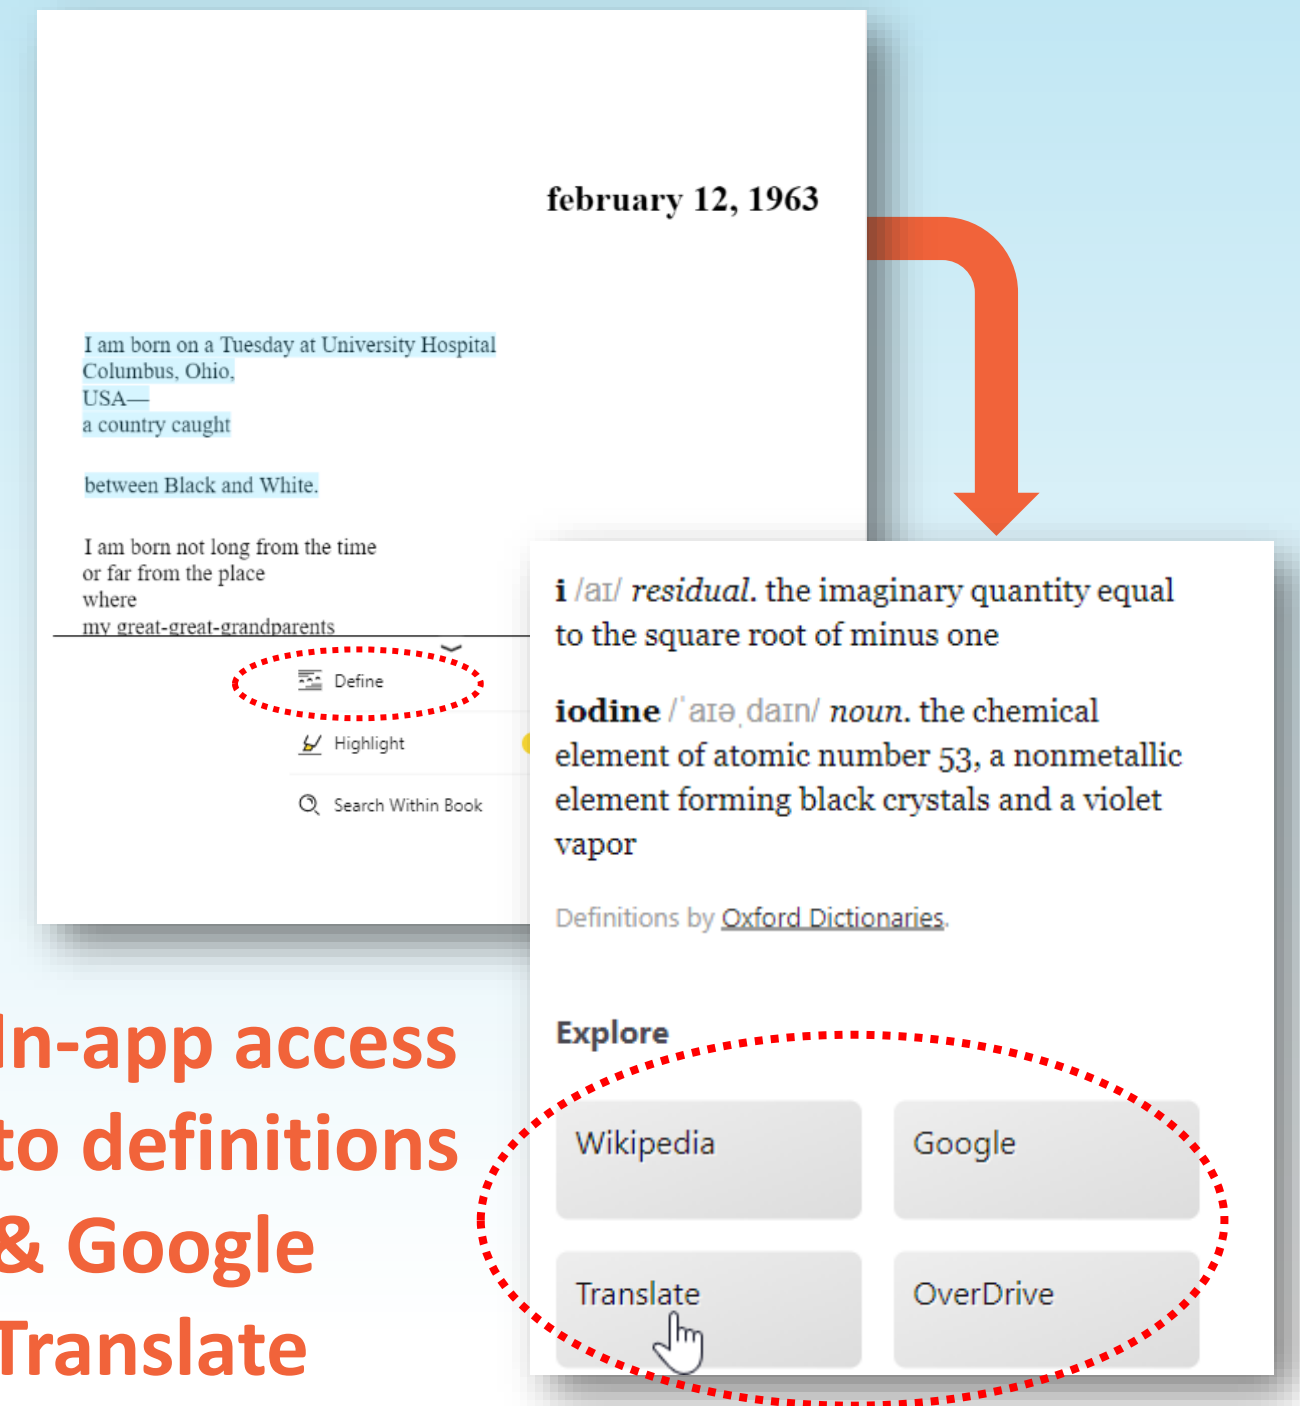 february 12, 1963
I am born on a Tuesday at University Hospital
Columbus, Ohio,
USA—
a country caught
between Black and White.
I am born not long from the time
or far from the place
where
my great-great-grandparents
Define
Highlight
Search Within Book
i /aɪ/ residual. the imaginary quantity equal
to the square root of minus one
iodine /ˈaɪəˌdaɪn/ noun. the chemical
element of atomic number 53, a nonmetallic
element forming black crystals and a violet
vapor
Definitions by Oxford Dictionaries.
Explore
Wikipedia
Google
Translate
OverDrive
In-app access
to definitions
& Google
Translate